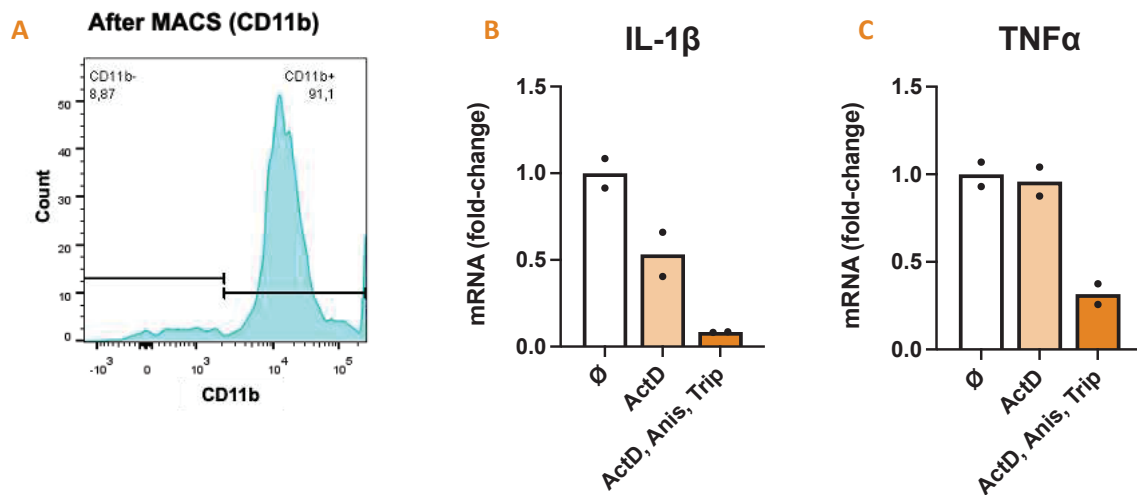 A
After MACS (CD11b)
CD11b-
8,87
CD11b+
91,1
50
40
30
20
10
0
Count
-10³
0
10³
10⁴
10⁵
CD11b
B
IL-1β
mRNA (fold-change)
1.5
1.0
0.5
0.0
Ø
ActD
ActD, Anis, Trip
C
TNFα
mRNA (fold-change)
1.5
1.0
0.5
0.0
Ø
ActD
ActD, Anis, Trip